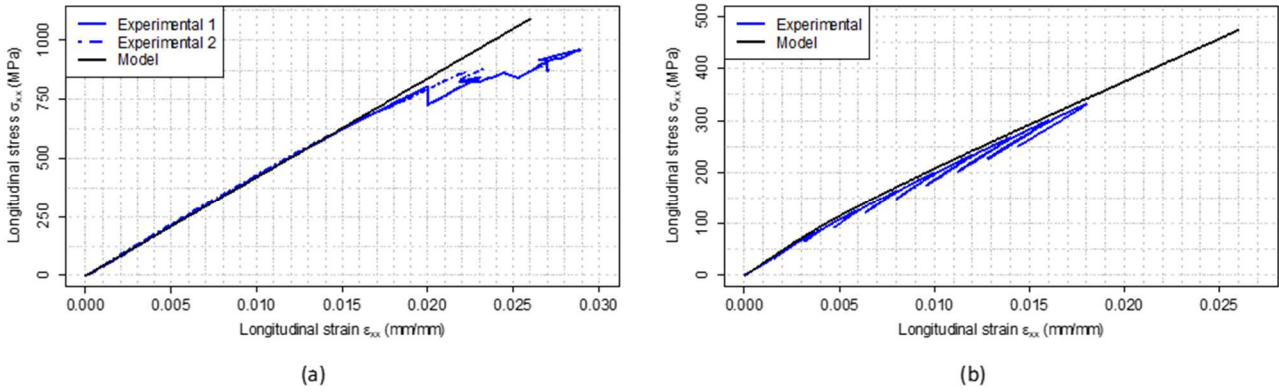 Experimental 1
Experimental 2
Model
Longitudinal stress σxx (MPa)
1000
750
500
250
0
0.000 0.005 0.010 0.015 0.020 0.025 0.030
Longitudinal strain εxx (mm/mm)
(a)
Experimental
Model
Longitudinal stress σxx (MPa)
500
400
300
200
100
0
0.000 0.005 0.010 0.015 0.020 0.025
Longitudinal strain εxx (mm/mm)
(b)